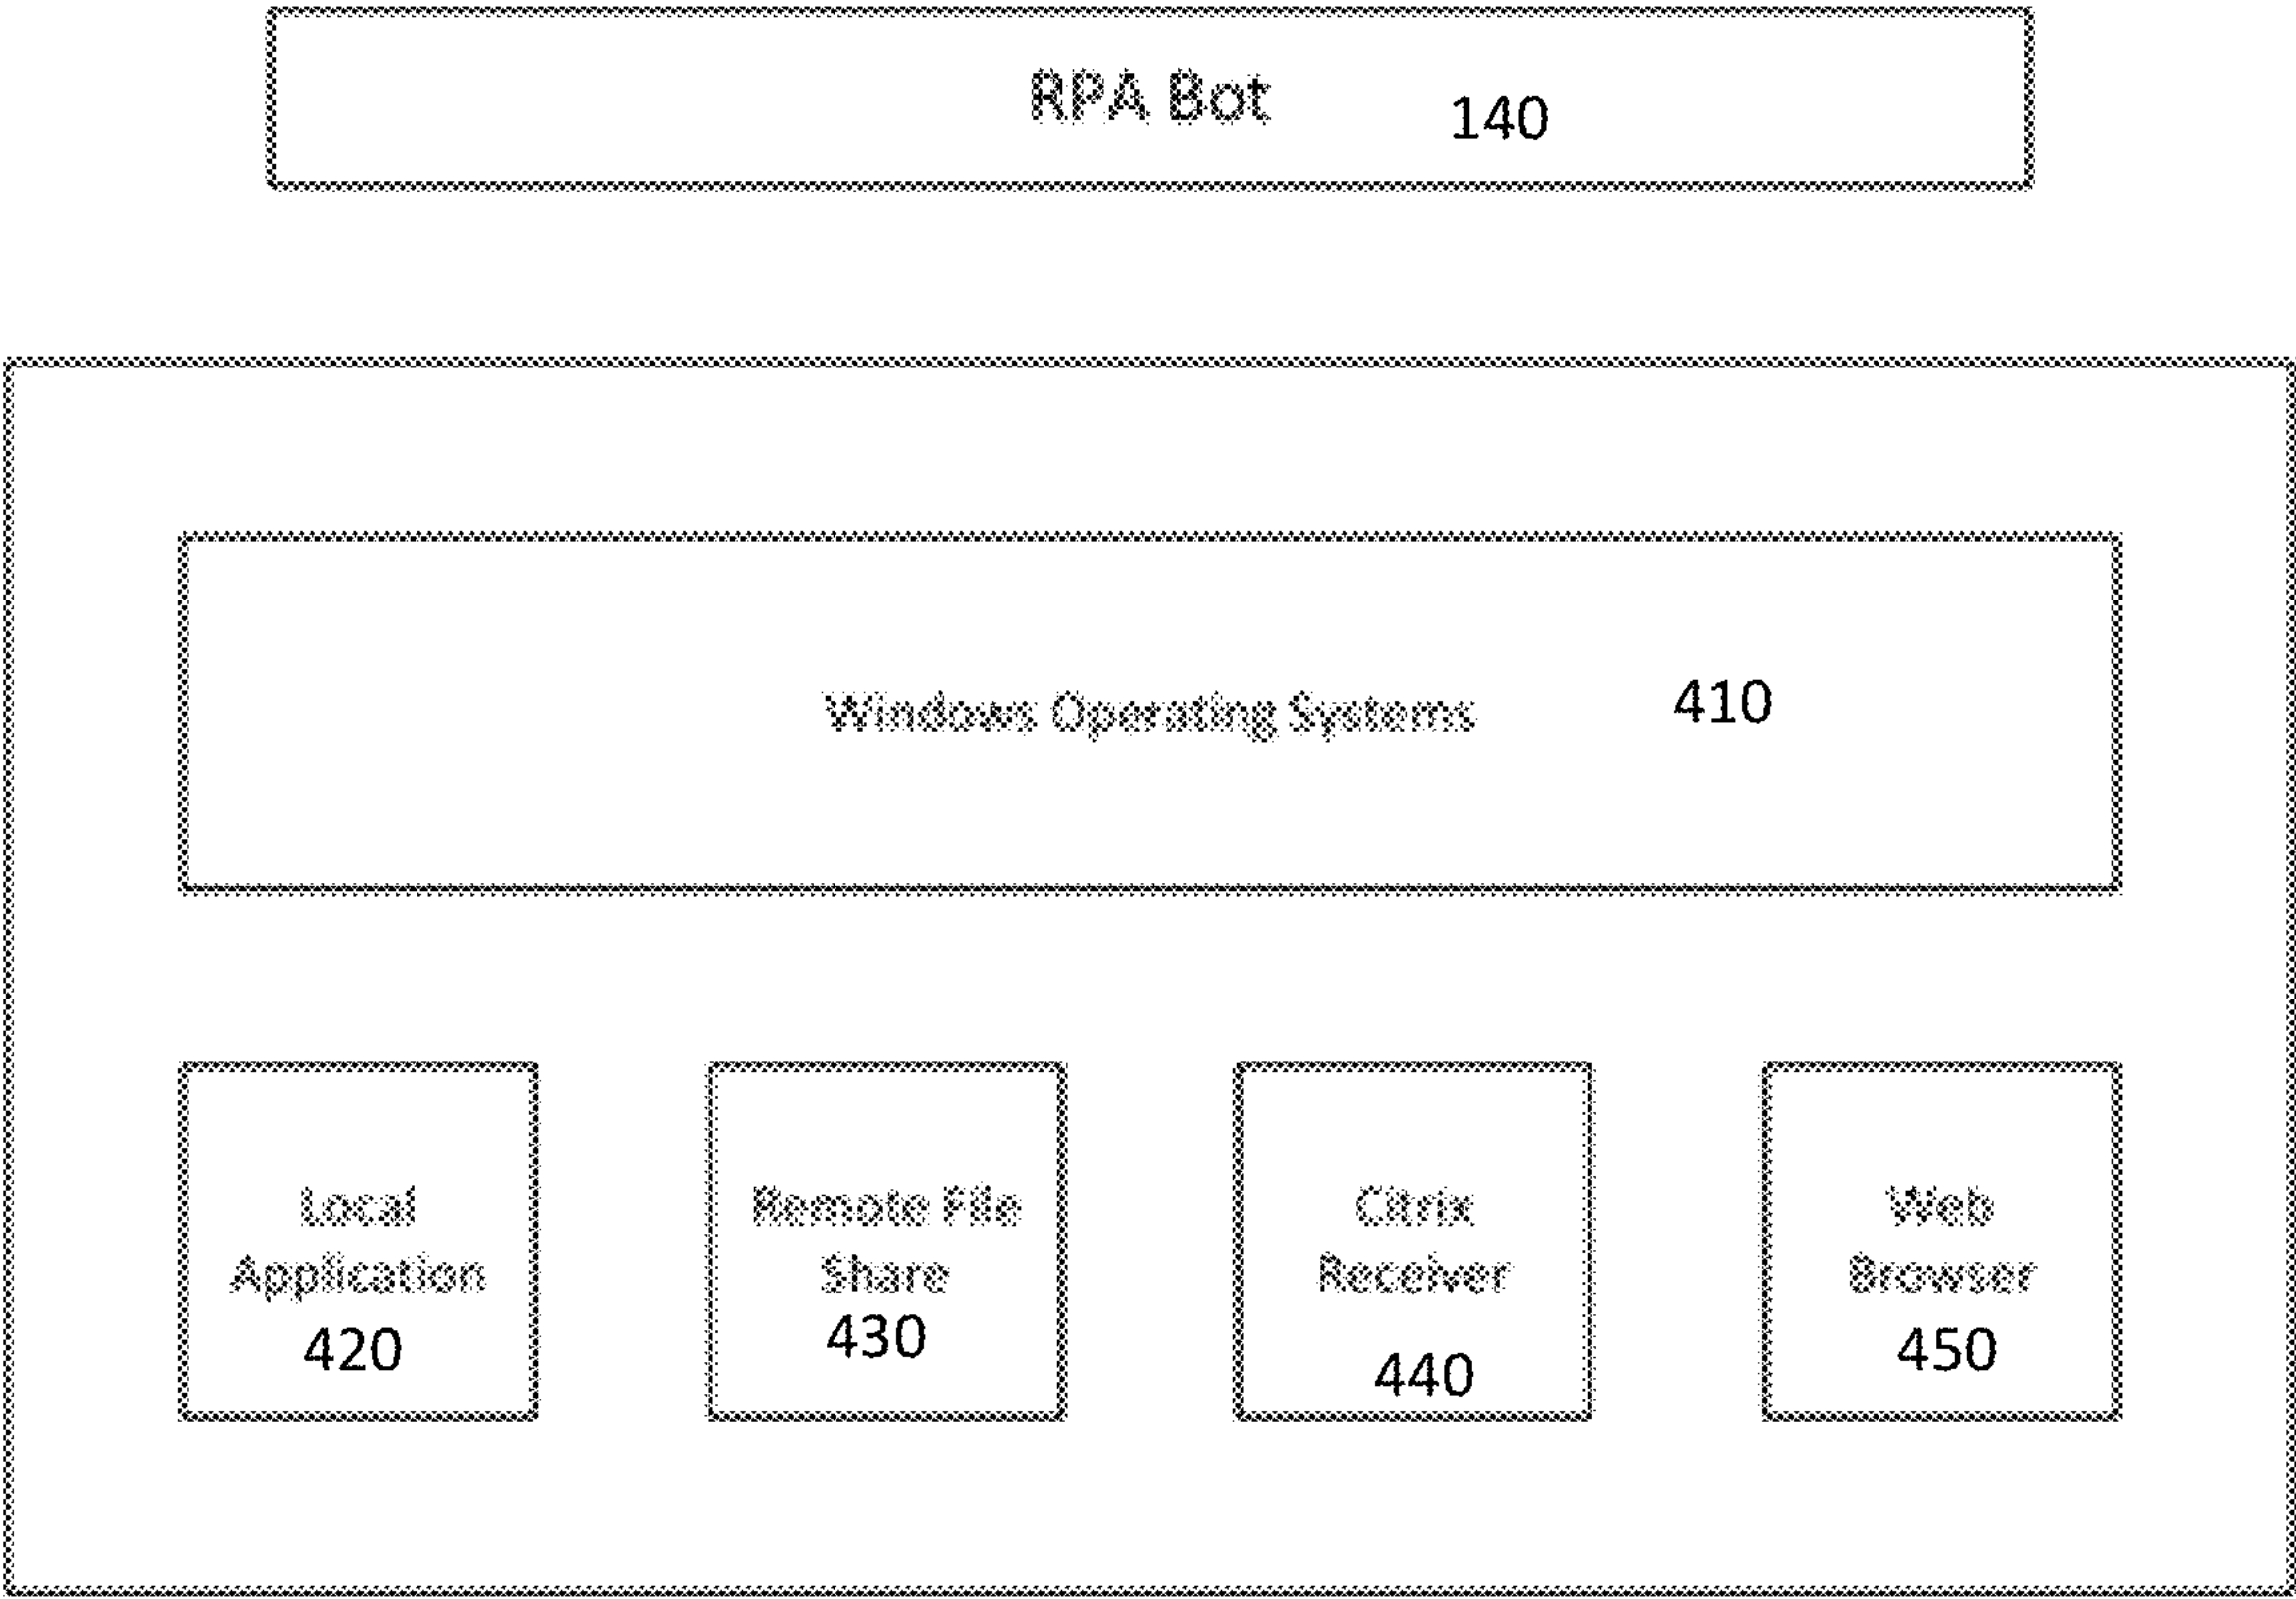 RPA Bot 140
Windows Operating Systems 410
Local
Application
420
Remote File
Share
430
Citrix
Receiver
440
Web
Browser
450